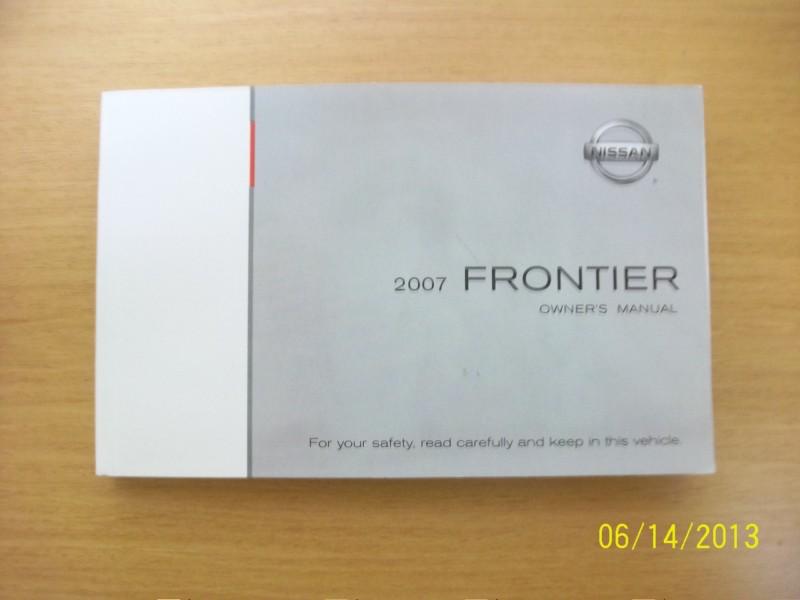 NISSAN
2007 FRONTIER
OWNER'S MANUAL
For your safety, read carefully and keep in this vehicle.
06/14/2013